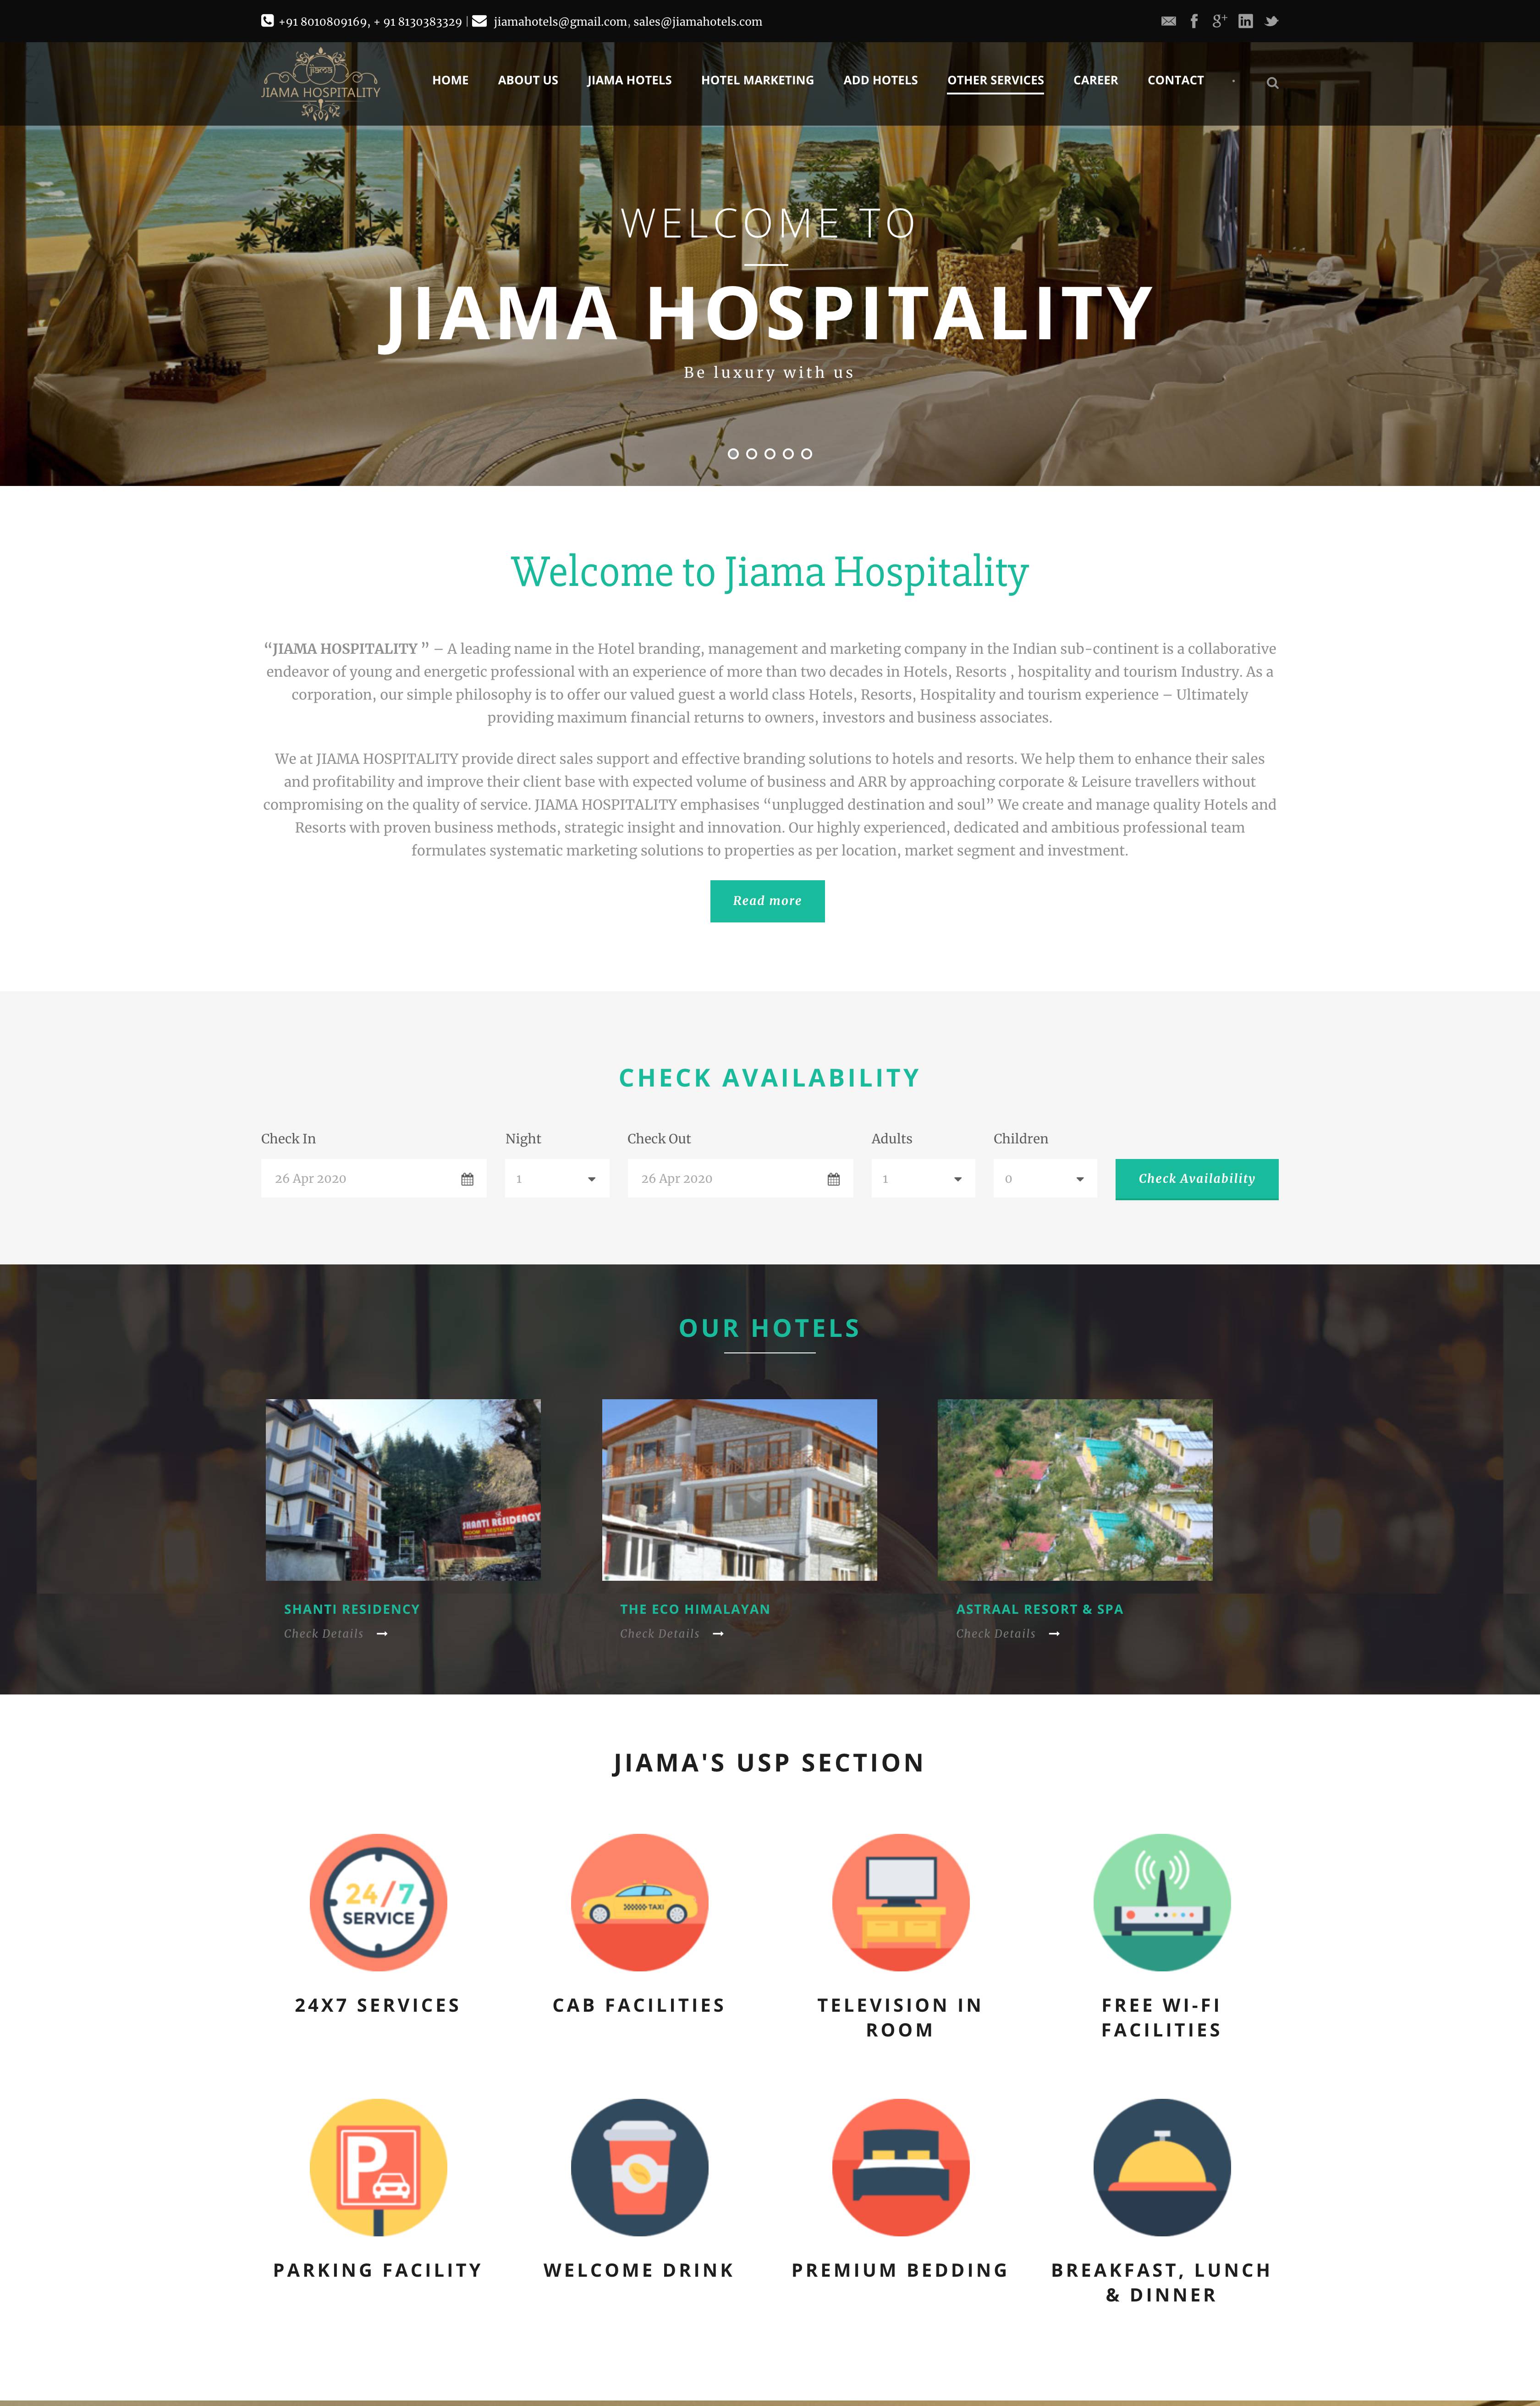 +91 8010809169, + 91 8130383329 | jiamahotels@gmail.com, sales@jiamahotels.com
jiama
JIAMA HOSPITALITY
HOME ABOUT US JIAMA HOTELS HOTEL MARKETING ADD HOTELS OTHER SERVICES CAREER CONTACT
WELCOME TO
JIAMA HOSPITALITY
Be luxury with us
Welcome to Jiama Hospitality
“JIAMA HOSPITALITY ” – A leading name in the Hotel branding, management and marketing company in the Indian sub-continent is a collaborative
endeavor of young and energetic professional with an experience of more than two decades in Hotels, Resorts , hospitality and tourism Industry. As a
corporation, our simple philosophy is to offer our valued guest a world class Hotels, Resorts, Hospitality and tourism experience – Ultimately
providing maximum financial returns to owners, investors and business associates.
We at JIAMA HOSPITALITY provide direct sales support and effective branding solutions to hotels and resorts. We help them to enhance their sales
and profitability and improve their client base with expected volume of business and ARR by approaching corporate & Leisure travellers without
compromising on the quality of service. JIAMA HOSPITALITY emphasises “unplugged destination and soul” We create and manage quality Hotels and
Resorts with proven business methods, strategic insight and innovation. Our highly experienced, dedicated and ambitious professional team
formulates systematic marketing solutions to properties as per location, market segment and investment.
Read more
CHECK AVAILABILITY
Check In Night Check Out Adults Children
26 Apr 2020 1 26 Apr 2020 1 0 Check Availability
OUR HOTELS
SHANTI RESIDENCY
SHANTI RESIDENCY THE ECO HIMALAYAN ASTRAAL RESORT & SPA
Check Details Check Details Check Details
JIAMA'S USP SECTION
24/7
SERVICE
TAXI
24X7 SERVICES CAB FACILITIES TELEVISION IN FREE WI-FI
ROOM FACILITIES
P
PARKING FACILITY WELCOME DRINK PREMIUM BEDDING BREAKFAST, LUNCH
& DINNER